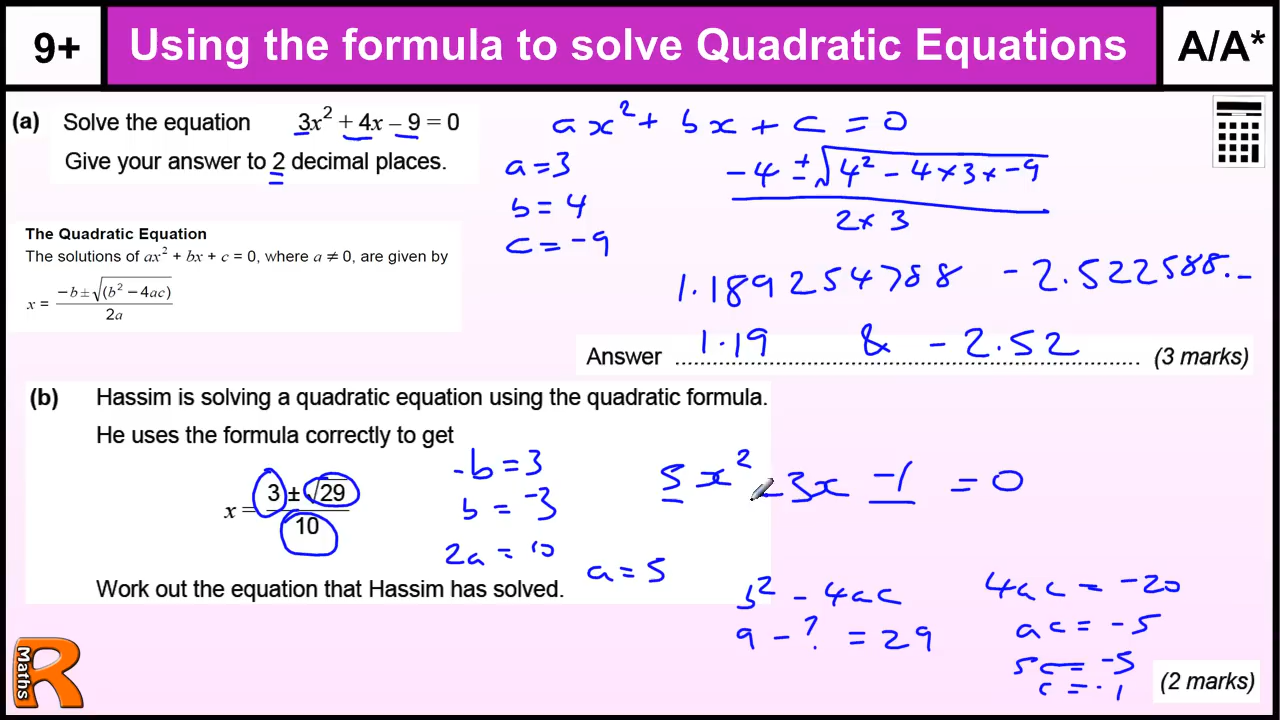 9+ Using the formula to solve Quadratic Equations A/A*
(a) Solve the equation 3x² + 4x − 9 = 0
Give your answer to 2 decimal places.
ax² + bx + c = 0
a = 3
b = 4
c = -9
-4 ± √4² - 4 × 3 × -9
2 × 3
The Quadratic Equation
The solutions of ax² + bx + c = 0, where a ≠ 0, are given by
x = −b ± √(b² − 4ac)
2a
1.189254788 -2.522588..
Answer 1.19 & -2.52 (3 marks)
(b) Hassim is solving a quadratic equation using the quadratic formula.
He uses the formula correctly to get
x = 3 ± √29
10
-b = 3
b = -3
2a = 10
a = 5
5x² -3x -1 = 0
Work out the equation that Hassim has solved.
b² - 4ac
9 - ? = 29
4ac = -20
ac = -5
5c = -5
c = -1
(2 marks)
R Maths